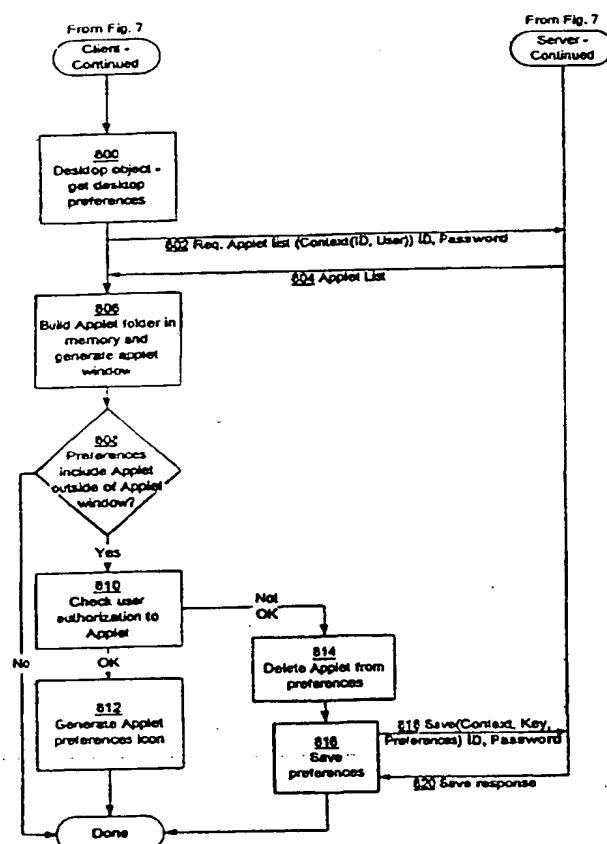 From Fig. 7
Client -
Continued
From Fig. 7
Server -
Continued
800
Desktop object -
get desktop
preferences
802 Req. Applet list (Context(ID, User)) ID, Password
804 Applet List
806
Build Applet folder in
memory and
generate applet
window
808
Preferences
include Applet
outside of Applet
window?
Yes
No
810
Check user
authorization to
Applet
Not
OK
OK
812
Generate Applet
preferences icon
814
Delete Applet from
preferences
816
Save
preferences
818 Save(Context, Key,
Preferences) ID, Password
820 Save response
Done